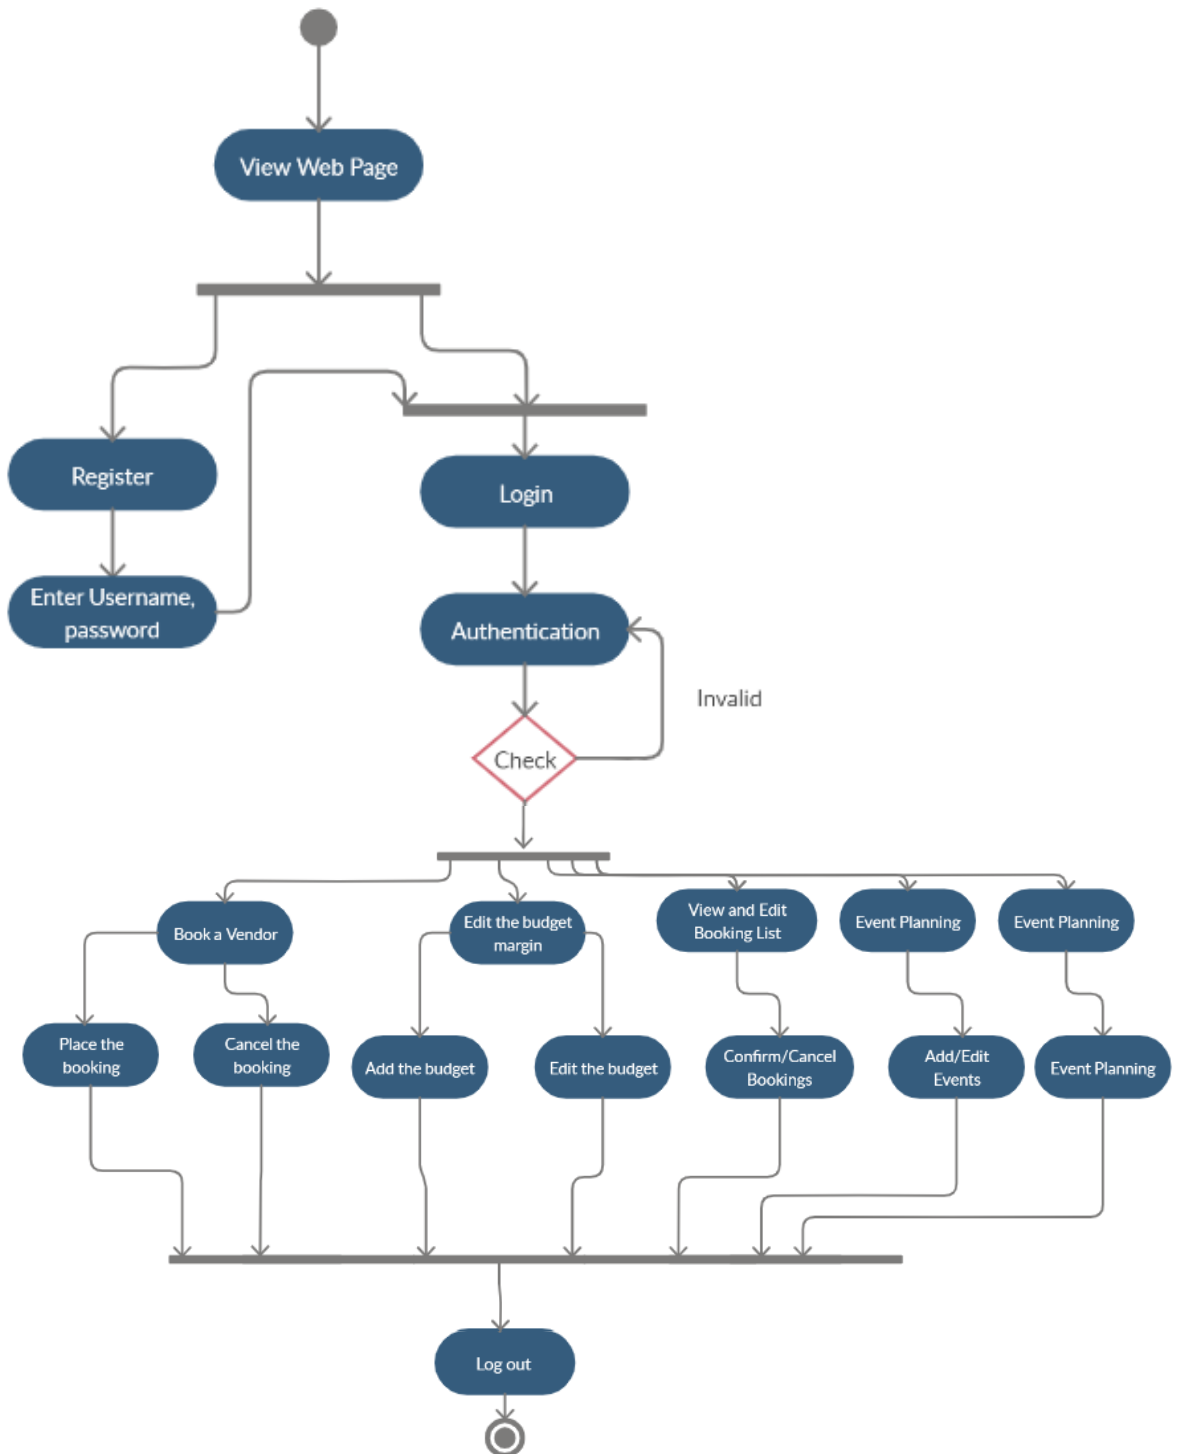 View Web Page
Register
Enter Username,
password
Login
Authentication
Invalid
Check
Book a Vendor
Edit the budget
margin
View and Edit
Booking List
Event Planning
Event Planning
Place the
booking
Cancel the
booking
Add the budget
Edit the budget
Confirm/Cancel
Bookings
Add/Edit
Events
Event Planning
Log out